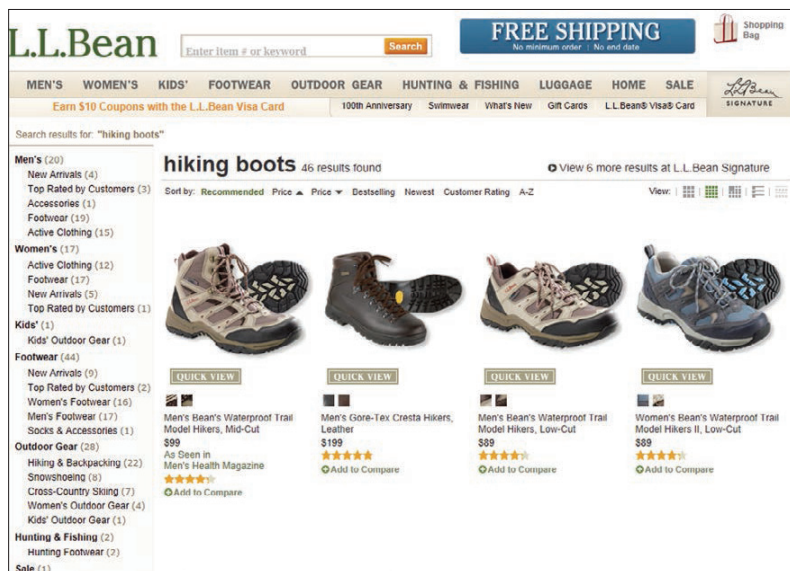 L.L.Bean
Enter item # or keyword
Search
FREE SHIPPING
No minimum order | No end date
Shopping
Bag
MEN'S WOMEN'S KIDS' FOOTWEAR OUTDOOR GEAR HUNTING & FISHING LUGGAGE HOME SALE
L.L.Bean
SIGNATURE
Earn $10 Coupons with the L.L.Bean Visa Card
100th Anniversary Swimwear What's New Gift Cards L.L.Bean® Visa® Card
Search results for: "hiking boots"
Men's (20)
New Arrivals (4)
Top Rated by Customers (3)
Accessories (1)
Footwear (19)
Active Clothing (15)
Women's (17)
Active Clothing (12)
Footwear (17)
New Arrivals (5)
Top Rated by Customers (1)
Kids' (1)
Kids' Outdoor Gear (1)
Footwear (44)
New Arrivals (9)
Top Rated by Customers (2)
Women's Footwear (16)
Men's Footwear (17)
Socks & Accessories (1)
Outdoor Gear (28)
Hiking & Backpacking (22)
Snowshoeing (8)
Cross-Country Skiing (7)
Women's Outdoor Gear (4)
Kids' Outdoor Gear (1)
Hunting & Fishing (2)
Hunting Footwear (2)
Sale (1)
hiking boots 46 results found
View 6 more results at L.L.Bean Signature
Sort by: Recommended Price ▲ Price ▼ Bestselling Newest Customer Rating A-Z
View:
QUICK VIEW
Men's Bean's Waterproof Trail
Model Hikers, Mid-Cut
$99
As Seen in
Men's Health Magazine
Add to Compare
Men's Gore-Tex Cresta Hikers,
Leather
$199
Add to Compare
QUICK VIEW
Men's Bean's Waterproof Trail
Model Hikers, Low-Cut
$89
Add to Compare
QUICK VIEW
Women's Bean's Waterproof Trail
Model Hikers II, Low-Cut
$89
Add to Compare